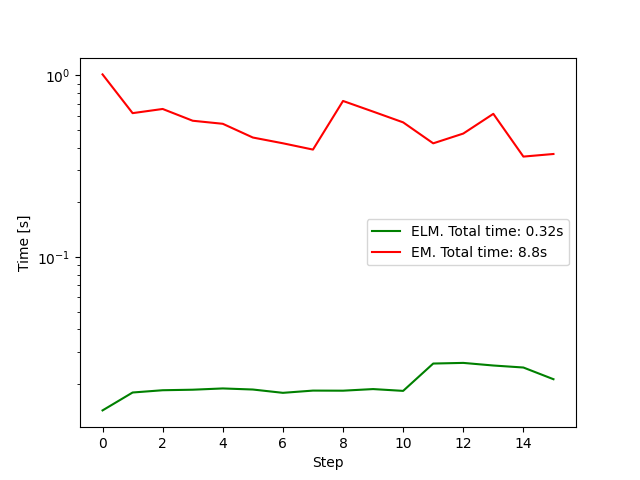 10⁰
Time [s]
10⁻¹
ELM. Total time: 0.32s
EM. Total time: 8.8s
0 2 4 6 8 10 12 14
Step